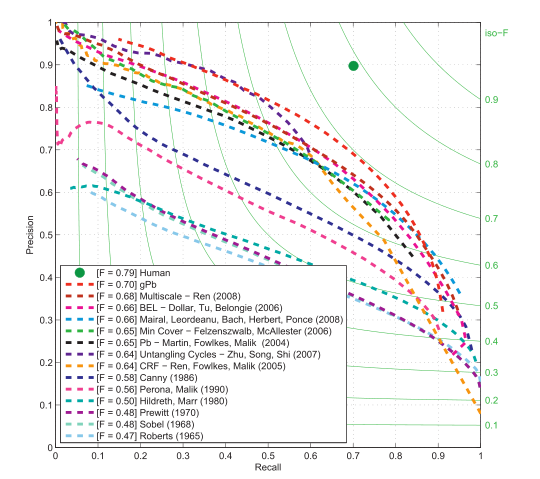 1
iso−F
0.9
0.9
0.8
0.8
0.7
0.7
0.6
0.6
0.5
0.5
0.4
0.4
0.3
0.3
0.2
0.2
0.1
0.1
0
Precision
[F = 0.79] Human
[F = 0.70] gPb
[F = 0.68] Multiscale − Ren (2008)
[F = 0.66] BEL − Dollar, Tu, Belongie (2006)
[F = 0.66] Mairal, Leordeanu, Bach, Herbert, Ponce (2008)
[F = 0.65] Min Cover − Felzenszwalb, McAllester (2006)
[F = 0.65] Pb − Martin, Fowlkes, Malik (2004)
[F = 0.64] Untangling Cycles − Zhu, Song, Shi (2007)
[F = 0.64] CRF − Ren, Fowlkes, Malik (2005)
[F = 0.58] Canny (1986)
[F = 0.56] Perona, Malik (1990)
[F = 0.50] Hildreth, Marr (1980)
[F = 0.48] Prewitt (1970)
[F = 0.48] Sobel (1968)
[F = 0.47] Roberts (1965)
0 0.1 0.2 0.3 0.4 0.5 0.6 0.7 0.8 0.9 1
Recall